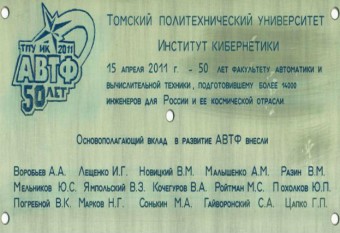 ТПУ ИК 2011
АВТФ
50 ЛЕТ
Томский политехнический университет
Институт кибернетики
15 апреля 2011 г. - 50 лет факультету автоматики и
вычислительной техники, подготовившему более 14000
инженеров для России и ее космической отрасли
Основополагающий вклад в развитие АВТФ внесли
Воробьев А.А. Лещенко И.Г. Новицкий В.М. Малышенко А.М. Разин В.М.
Мельников Ю.С. Ямпольский В.З. Кочегуров В.А. Ройтман М.С. Похолков Ю.П.
Погребной В.К. Марков Н.Г. Сонькин М.А. Гайворонский С.А. Цапко Г.П.